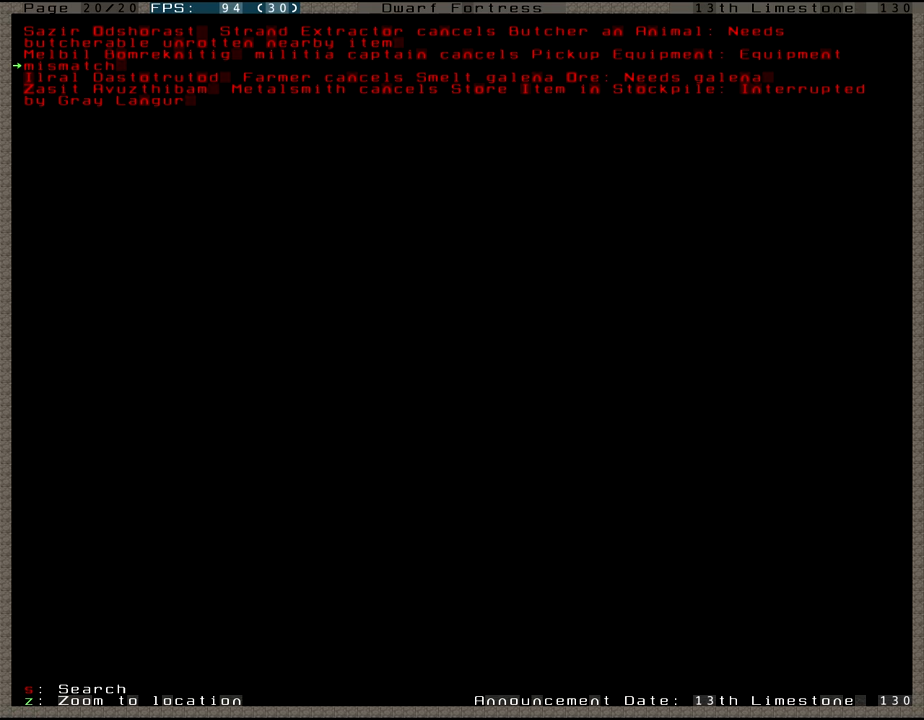 Page 20/20 FPS: 94 (30) Dwarf Fortress 13th Limestone 130
Sazir Odshorast, Strand Extractor cancels Butcher an Animal: Needs
butcherable unrotten nearby item.
Melbil Bomreknitig, militia captain cancels Pickup Equipment: Equipment
mismatch.
Ilral Dastotrutod, Farmer cancels Smelt galena Ore: Needs galena.
Zasit Avuzthibam, Metalsmith cancels Store Item in Stockpile: Interrupted
by Gray Langur.
s: Search
z: Zoom to location Announcement Date: 13th Limestone, 130